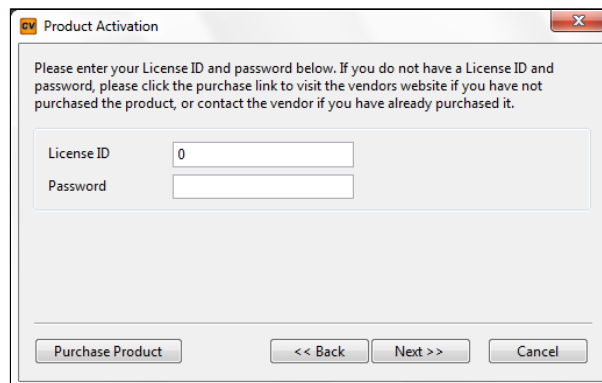 CV Product Activation
Please enter your License ID and password below. If you do not have a License ID and
password, please click the purchase link to visit the vendors website if you have not
purchased the product, or contact the vendor if you have already purchased it.
License ID 0
Password
Purchase Product << Back Next >> Cancel